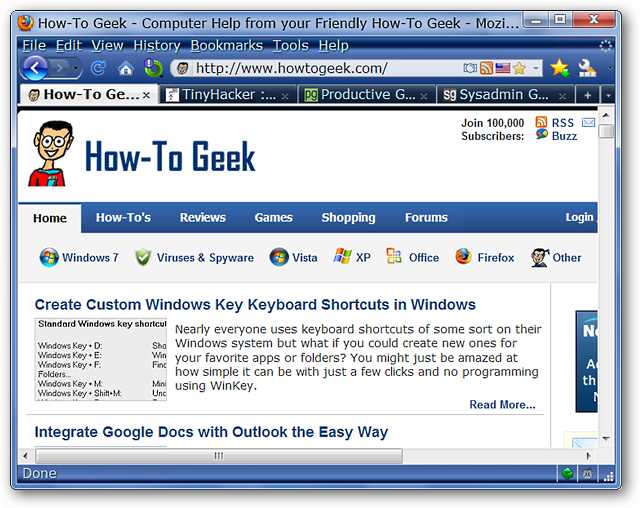 How-To Geek - Computer Help from your Friendly How-To Geek - Mozi...
File Edit View History Bookmarks Tools Help
http://www.howtogeek.com/
How-To Ge... TinyHacker :... Productive G... Sysadmin G...
Join 100,000 RSS
Subscribers: Buzz
How-To Geek
Home How-To's Reviews Games Shopping Forums Login
Windows 7 Viruses & Spyware Vista XP Office Firefox Other
Create Custom Windows Key Keyboard Shortcuts in Windows
Standard Windows key shortcut
Windows Key • D: Sho
Windows Key • E: Win
Windows Key • F: Find
Folders...
Windows Key • M: Mini
Windows Key • Shift+M: Und
Nearly everyone uses keyboard shortcuts of some sort on their
Windows system but what if you could create new ones for
your favorite apps or folders? You might just be amazed at
how simple it can be with just a few clicks and no programming
using WinKey.
Read More...
Ne
A
th
N
Integrate Google Docs with Outlook the Easy Way
Done